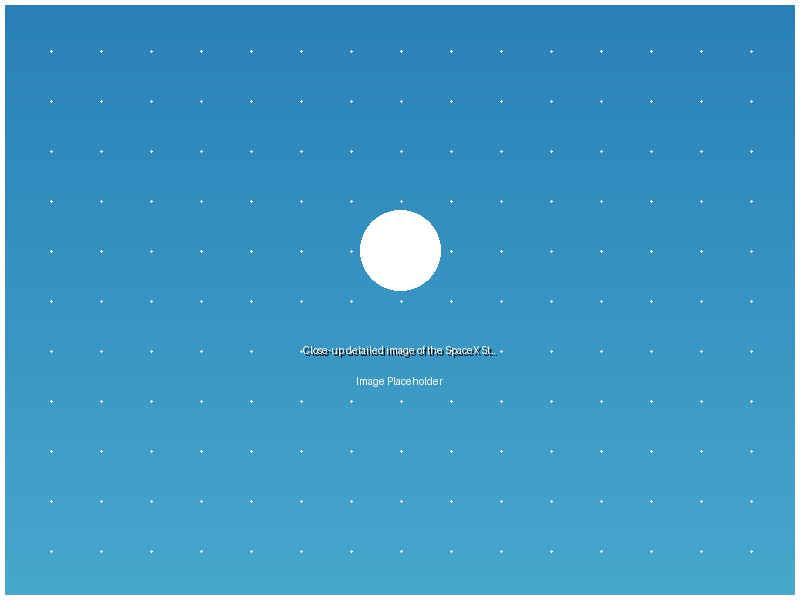 Close-up detailed image of the SpaceX St...
Image Placeholder